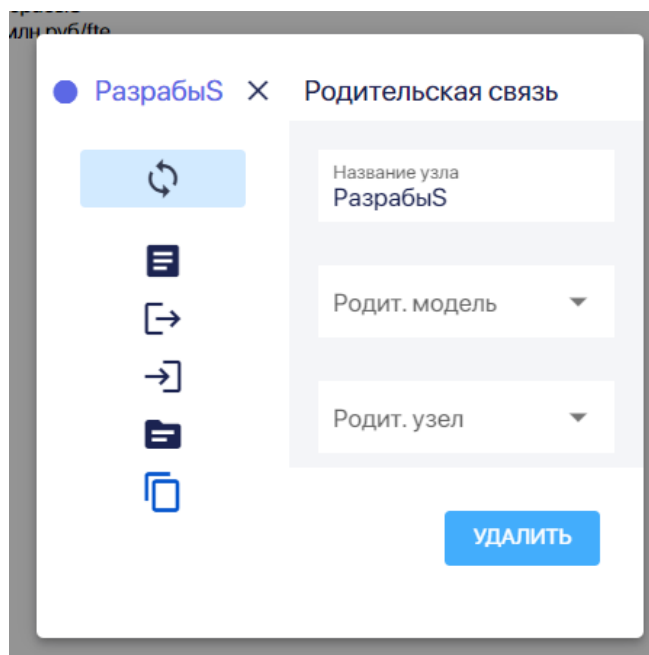 млн руб/fte
РазрабыS
Родительская связь
Название узла
РазрабыS
Родит. модель
Родит. узел
УДАЛИТЬ